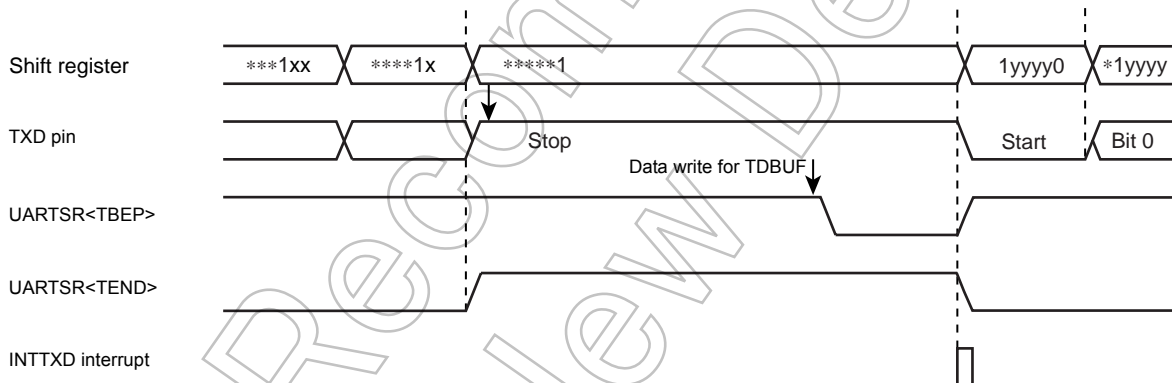 Shift register ***1xx ****1x *****1 1yyyy0 *1yyyy
TXD pin Stop Start Bit 0
Data write for TDBUF
UARTSR<TBEP>
UARTSR<TEND>
INTTXD interrupt